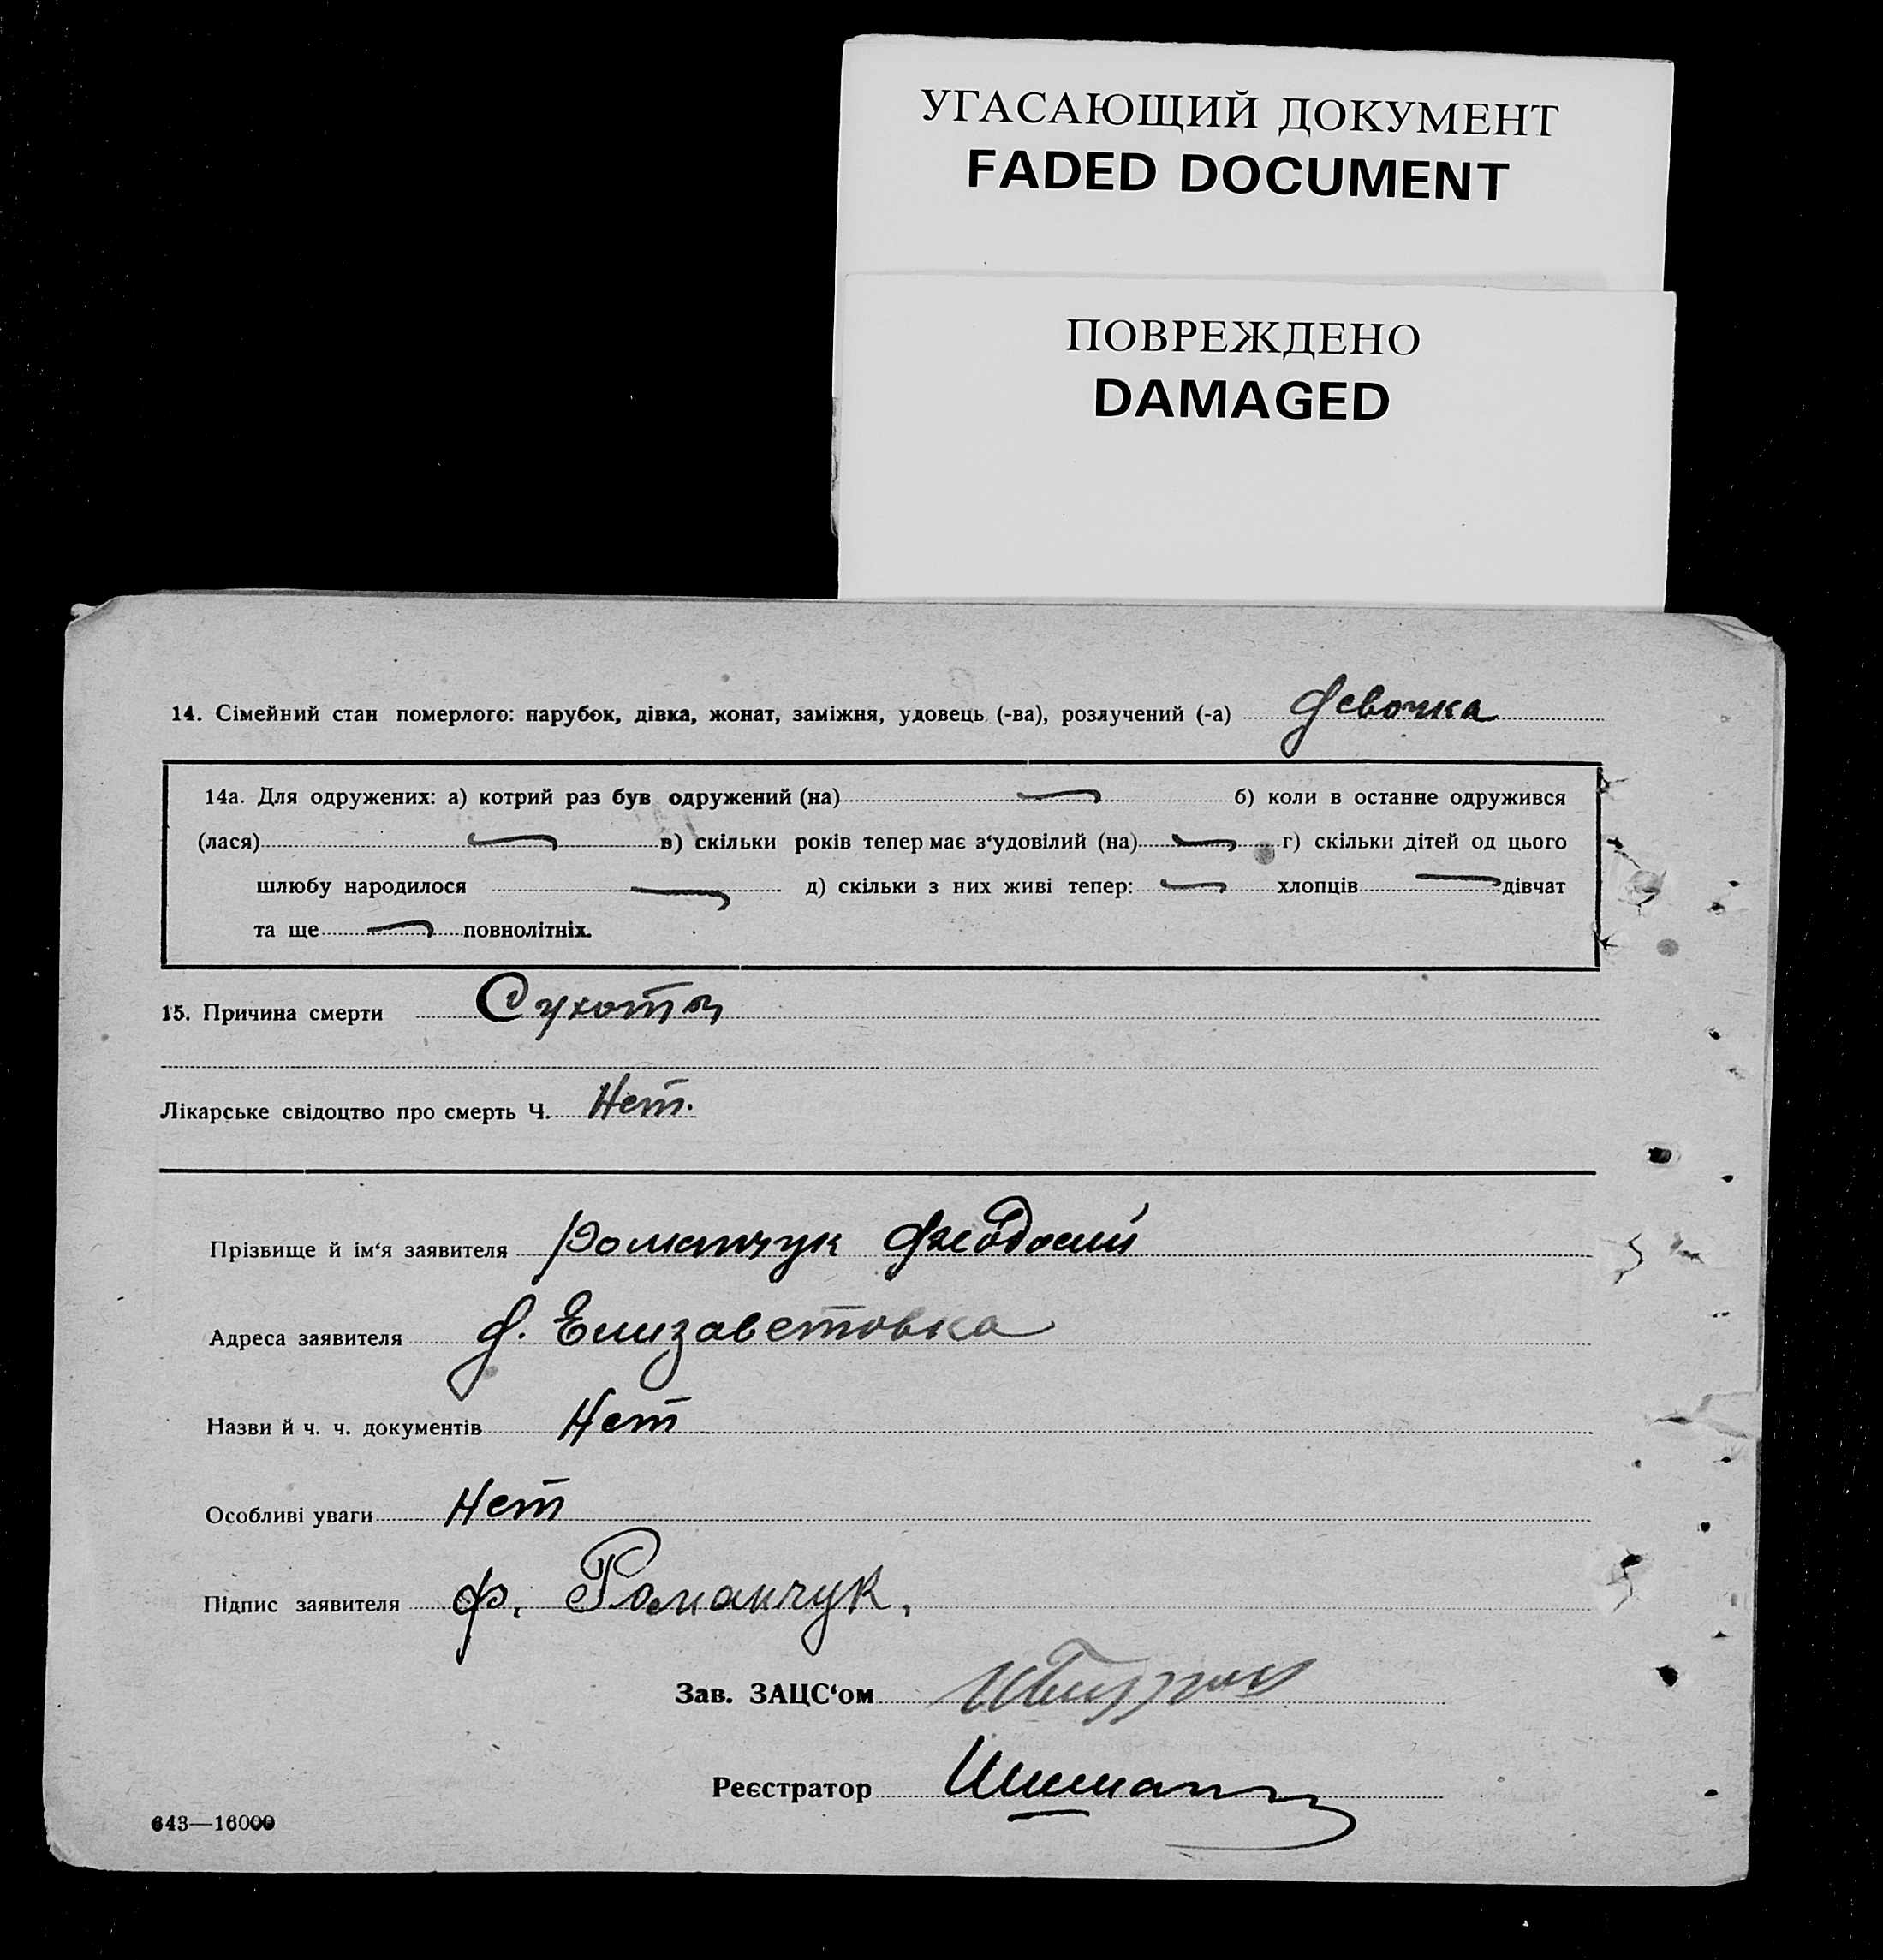 УГАСАЮЩИЙ ДОКУМЕНТ
FADED DOCUMENT
ПОВРЕЖДЕНО
DAMAGED
14. Сімейний стан померлого: парубок, дівка, жонат, заміжня, удовець (-ва), розлучений (-а) девочка
14а. Для одружених: а) котрий раз був одружений (на) — б) коли в останнє одружився
(лася) — в) скільки років тепер має з‘удовілий (на) — г) скільки дітей од цього
шлюбу народилося — д) скільки з них живі тепер: — хлопців — дівчат
та ще — повнолітніх.
15. Причина смерти Сухоты
Лікарське свідоцтво про смерть Ч. Нет.
Прізвище й ім‘я заявителя Романчук Феодосий
Адреса заявителя д. Елизаветовка
Назви й ч. ч. документів Нет
Особливі уваги Нет
Підпис заявителя Ф. Романчук.
Зав. ЗАЦС‘ом
Реєстратор
643—16000